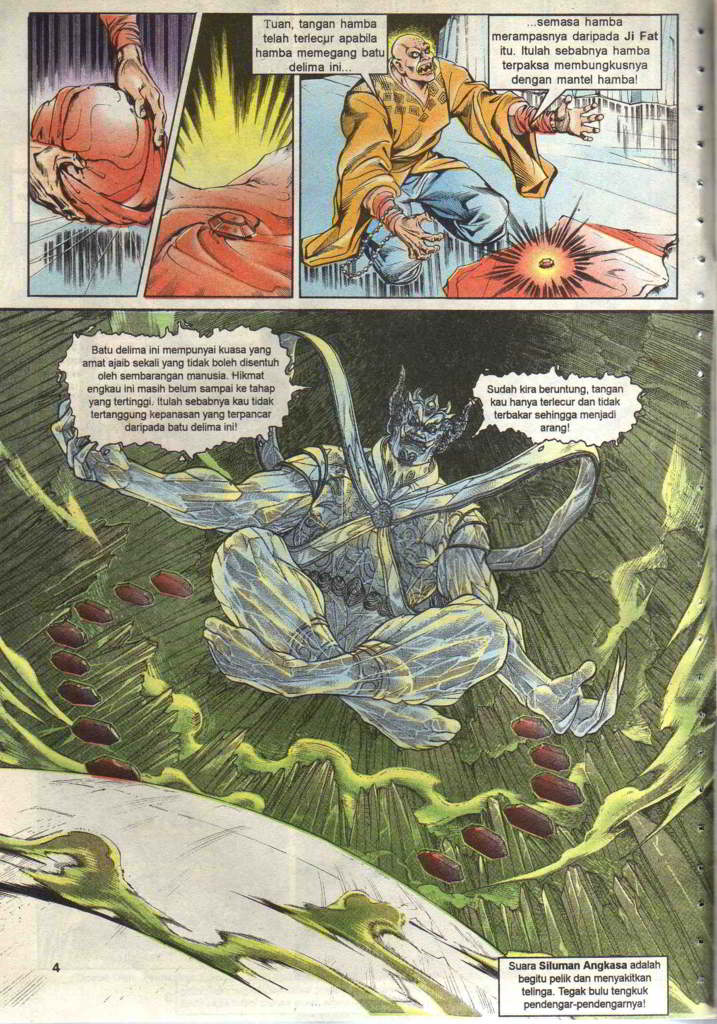 Tuan, tangan hamba
telah terlecur apabila
hamba memegang batu
delima ini...
...semasa hamba
merampasnya daripada Ji Fat
itu. Itulah sebabnya hamba
terpaksa membungkusnya
dengan mantel hamba!
Batu delima ini mempunyai kuasa yang
amat ajaib sekali yang tidak boleh disentuh
oleh sembarangan manusia. Hikmat
engkau ini masih belum sampai ke tahap
yang tertinggi. Itulah sebabnya kau tidak
tertanggung kepanasan yang terpancar
daripada batu delima ini!
Sudah kira beruntung, tangan
kau hanya terlecur dan tidak
terbakar sehingga menjadi
arang!
4
Suara Siluman Angkasa adalah
begitu pelik dan menyakitkan
telinga. Tegak bulu tengkuk
pendengar-pendengarnya!